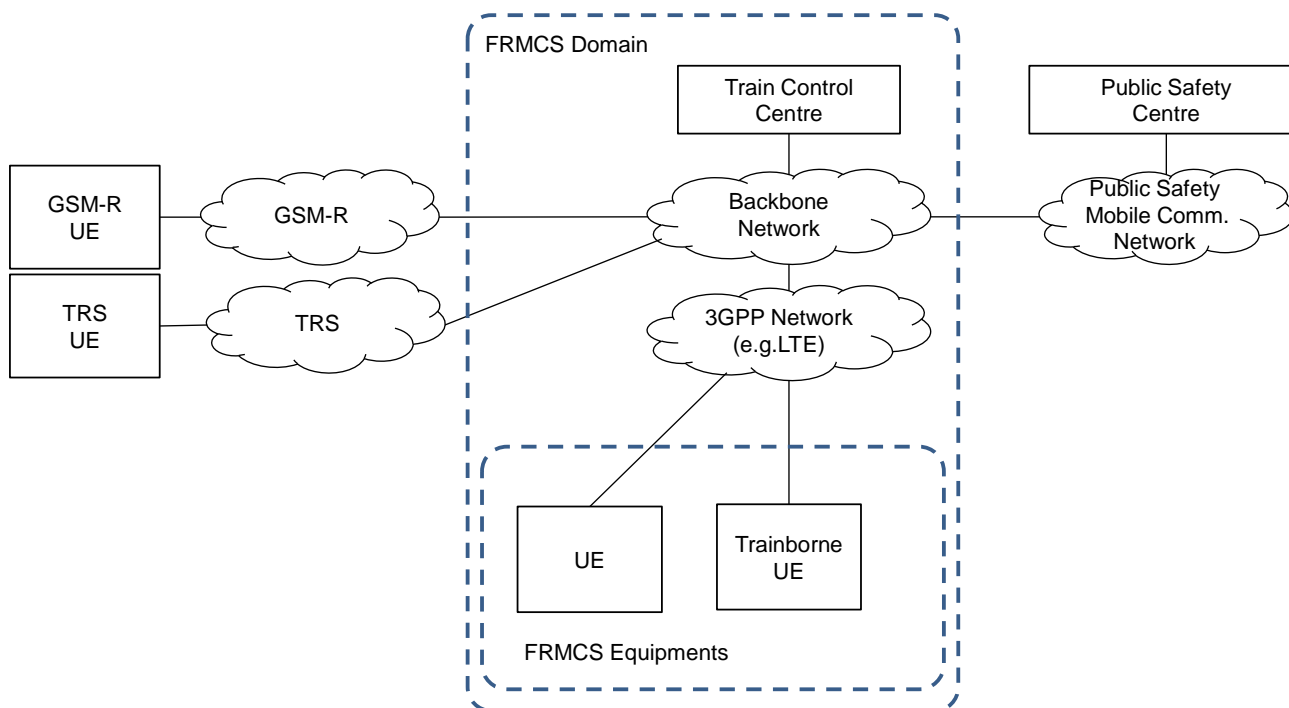 FRMCS Domain
Train Control
Centre
Public Safety
Centre
GSM-R
UE
GSM-R
Backbone
Network
Public Safety
Mobile Comm.
Network
TRS
UE
TRS
3GPP Network
(e.g.LTE)
UE
Trainborne
UE
FRMCS Equipments